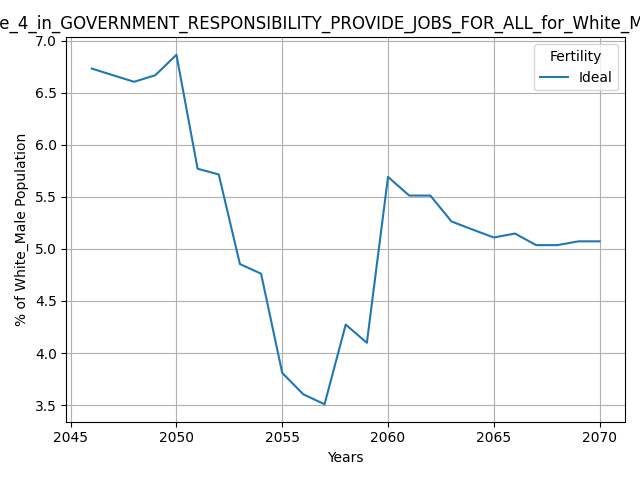 e_4_in_GOVERNMENT_RESPONSIBILITY_PROVIDE_JOBS_FOR_ALL_for_White_M
7.0
6.5
6.0
5.5
5.0
4.5
4.0
3.5
% of White_Male Population
Fertility
Ideal
2045 2050 2055 2060 2065 2070
Years